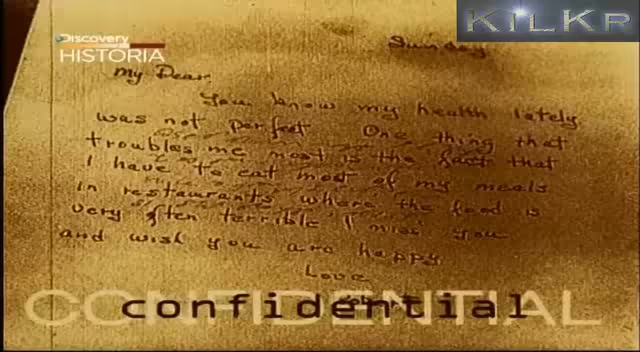 Discovery
HISTORIA
KiLKr
Sunday
My Dear,
You know my health lately
was not perfect One thing that
troubles me most is the fact that
I have to eat most of my meals
in restaurants where the food is
very often terrible I miss you
and wish you are happy
Love
CONFIDENTIAL
confidential